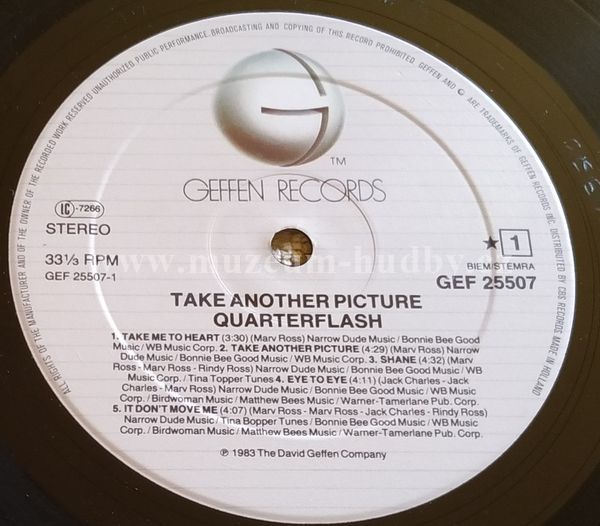 ALL RIGHTS OF THE MANUFACTURER AND OF THE OWNER OF THE RECORDED WORK RESERVED UNAUTHORIZED PUBLIC PERFORMANCE, BROADCASTING AND COPYING OF THIS RECORD PROHIBITED. GEFFEN AND G ARE TRADEMARKS OF GEFFEN RECORDS INC. DISTRIBUTED BY CBS RECORDS. MADE IN HOLLAND
TM
GEFFEN RECORDS
LC-7266
STEREO
33⅓ RPM
GEF 25507-1
★ 1
BIEM/STEMRA
GEF 25507
www.muzeum-hudby.
TAKE ANOTHER PICTURE
QUARTERFLASH
1. TAKE ME TO HEART (3:30) (Marv Ross) Narrow Dude Music / Bonnie Bee Good
Music / WB Music Corp. 2. TAKE ANOTHER PICTURE (4:29) (Marv Ross) Narrow
Dude Music / Bonnie Bee Good Music / WB Music Corp. 3. SHANE (4:32) (Marv
Ross - Marv Ross - Rindy Ross) Narrow Dude Music / Bonnie Bee Good Music / WB
Music Corp. / Tina Topper Tunes 4. EYE TO EYE (4:11) (Jack Charles - Jack
Charles - Marv Ross) Narrow Dude Music / Bonnie Bee Good Music / WB Music
Corp. / Birdwoman Music / Matthew Bees Music / Warner-Tamerlane Pub. Corp.
5. IT DON'T MOVE ME (4:07) (Marv Ross - Marv Ross - Jack Charles - Rindy Ross)
Narrow Dude Music / Tina Bopper Tunes / Bonnie Bee Good Music / WB Music
Corp. / Birdwoman Music / Matthew Bees Music / Warner-Tamerlane Pub.
Corp.
℗ 1983 The David Geffen Company